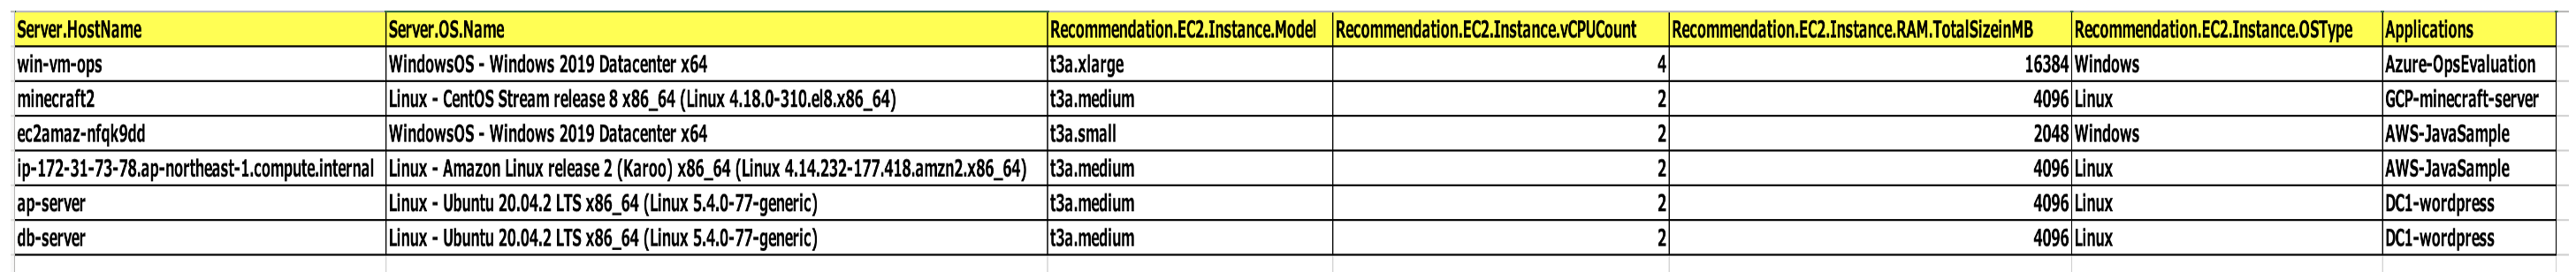 Server.HostName Server.OS.Name Recommendation.EC2.Instance.Model Recommendation.EC2.Instance.vCPUCount Recommendation.EC2.Instance.RAM.TotalSizeinMB Recommendation.EC2.Instance.OSType Applications
win-vm-ops WindowsOS - Windows 2019 Datacenter x64 t3a.xlarge 4 16384 Windows Azure-OpsEvaluation
minecraft2 Linux - CentOS Stream release 8 x86_64 (Linux 4.18.0-310.el8.x86_64) t3a.medium 2 4096 Linux GCP-minecraft-server
ec2amaz-nfqk9dd WindowsOS - Windows 2019 Datacenter x64 t3a.small 2 2048 Windows AWS-JavaSample
ip-172-31-73-78.ap-northeast-1.compute.internal Linux - Amazon Linux release 2 (Karoo) x86_64 (Linux 4.14.232-177.418.amzn2.x86_64) t3a.medium 2 4096 Linux AWS-JavaSample
ap-server Linux - Ubuntu 20.04.2 LTS x86_64 (Linux 5.4.0-77-generic) t3a.medium 2 4096 Linux DC1-wordpress
db-server Linux - Ubuntu 20.04.2 LTS x86_64 (Linux 5.4.0-77-generic) t3a.medium 2 4096 Linux DC1-wordpress